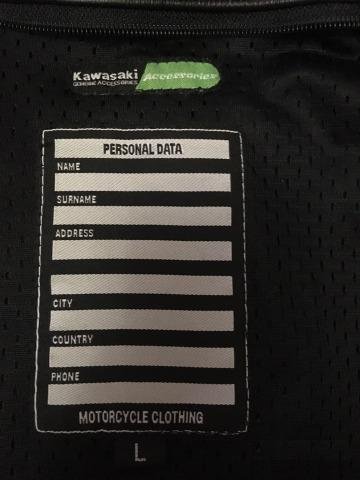 Kawasaki Accessories
GENUINE ACCESSORIES
PERSONAL DATA
NAME
SURNAME
ADDRESS
CITY
COUNTRY
PHONE
MOTORCYCLE CLOTHING
L